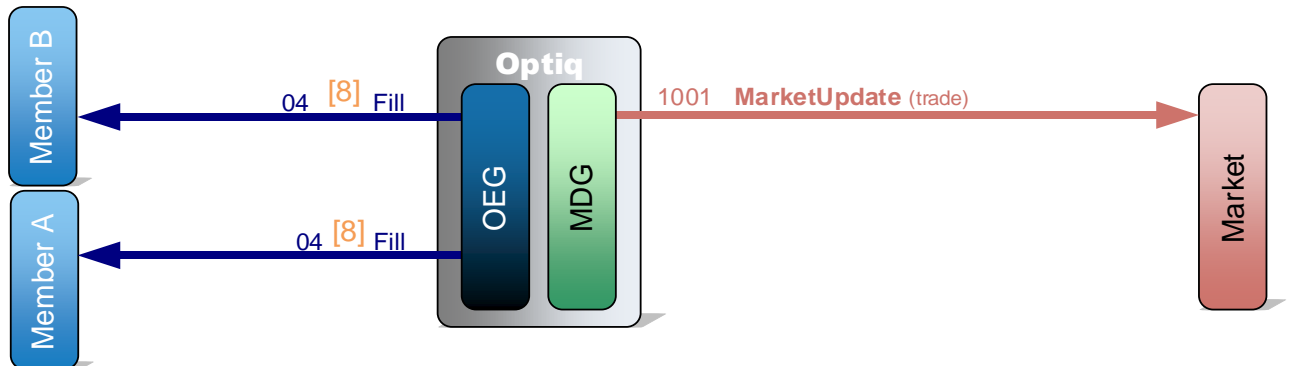 Member B
Optiq
04 [8] Fill
1001 MarketUpdate (trade)
OEG
MDG
Market
Member A
04 [8] Fill